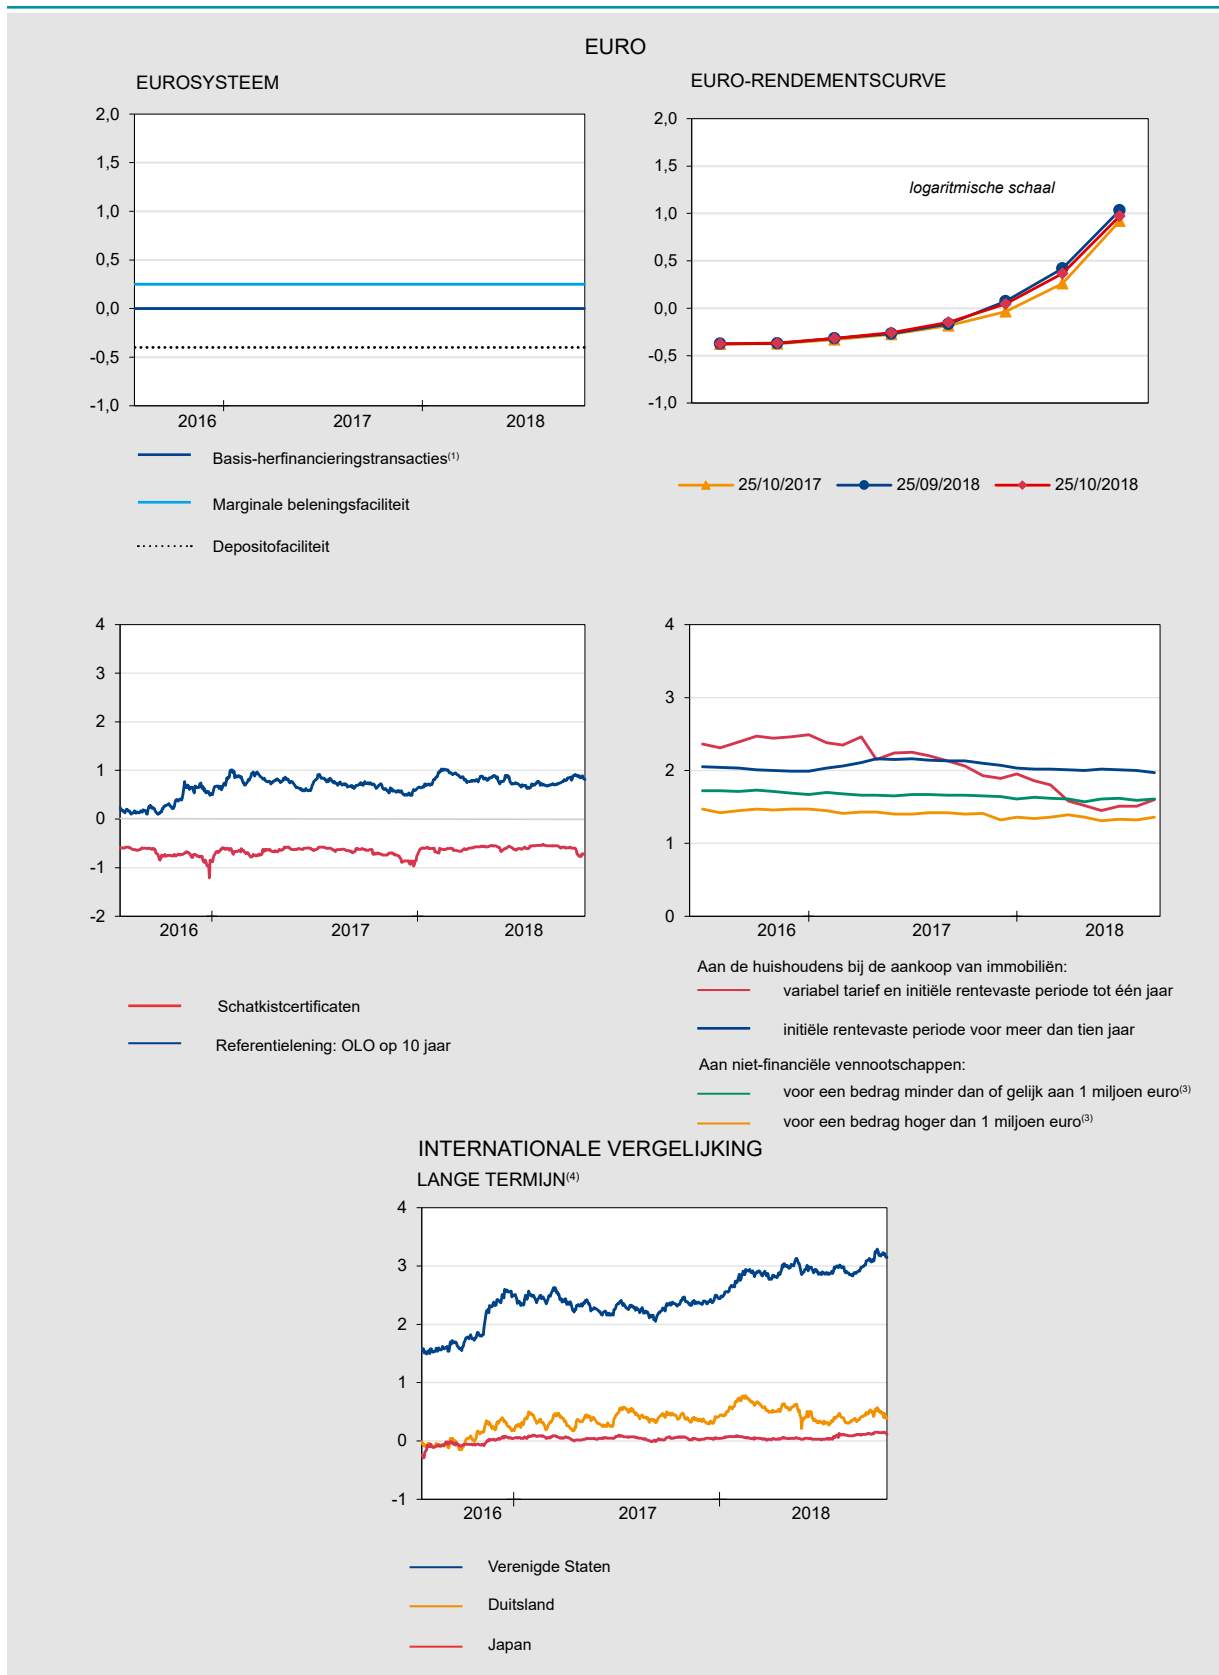 EURO
EUROSYSTEEM
2,0
1,5
1,0
0,5
0,0
-0,5
-1,0
2016 2017 2018
Basis-herfinancieringstransacties(1)
Marginale beleningsfaciliteit
Depositofaciliteit
EURO-RENDEMENTSCURVE
2,0
1,5
1,0
0,5
0,0
-0,5
-1,0
logaritmische schaal
25/10/2017 25/09/2018 25/10/2018
4
3
2
1
0
-1
-2
2016 2017 2018
Schatkistcertificaten
Referentielening: OLO op 10 jaar
4
3
2
1
0
2016 2017 2018
Aan de huishoudens bij de aankoop van immobiliën:
variabel tarief en initiële rentevaste periode tot één jaar
initiële rentevaste periode voor meer dan tien jaar
Aan niet-financiële vennootschappen:
voor een bedrag minder dan of gelijk aan 1 miljoen euro(3)
voor een bedrag hoger dan 1 miljoen euro(3)
INTERNATIONALE VERGELIJKING
LANGE TERMIJN(4)
4
3
2
1
0
-1
2016 2017 2018
Verenigde Staten
Duitsland
Japan